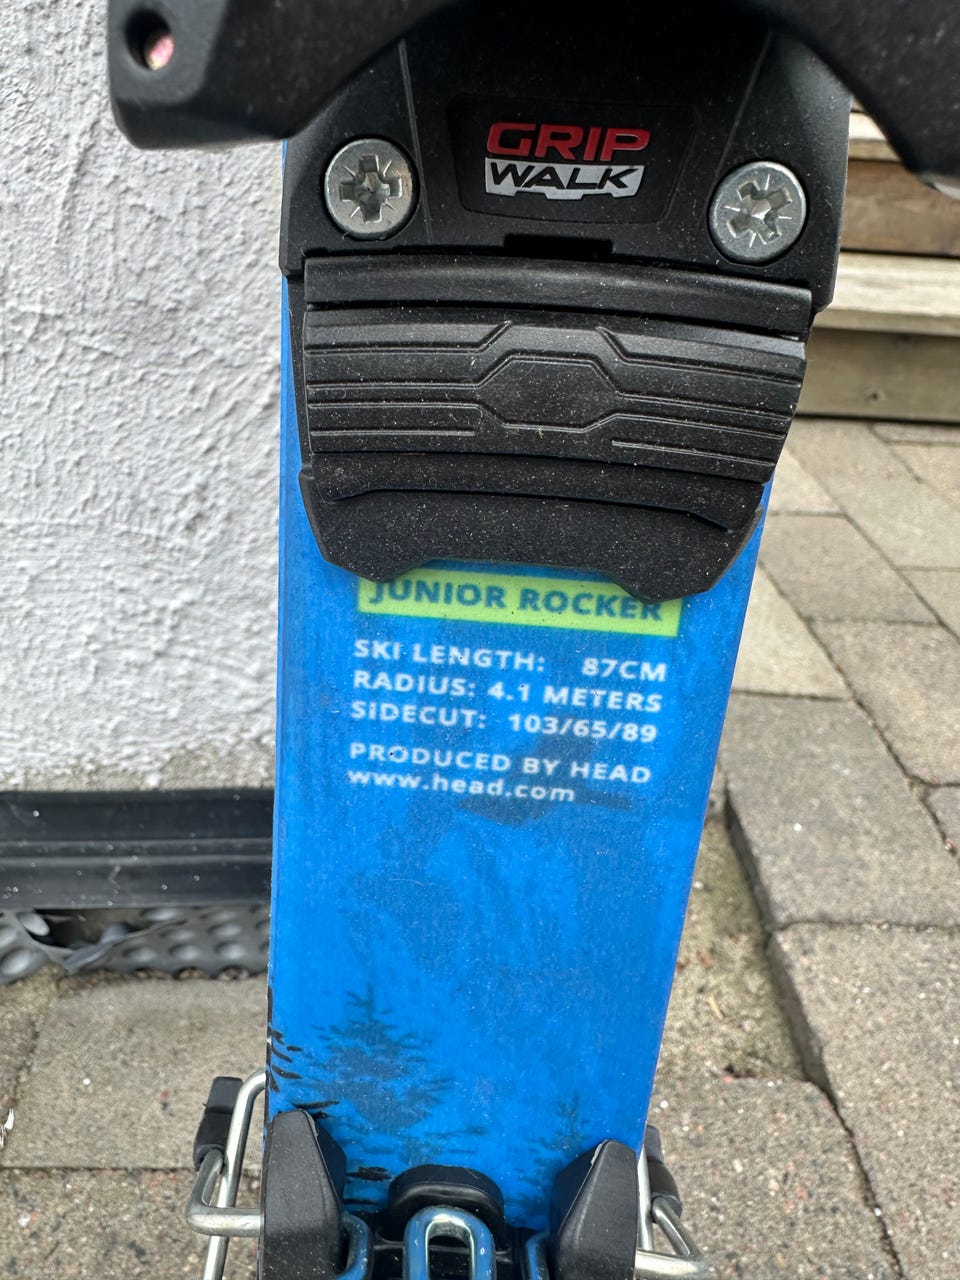 GRIP
WALK
JUNIOR ROCKER
SKI LENGTH: 87CM
RADIUS: 4.1 METERS
SIDECUT: 103/65/89
PRODUCED BY HEAD
www.head.com